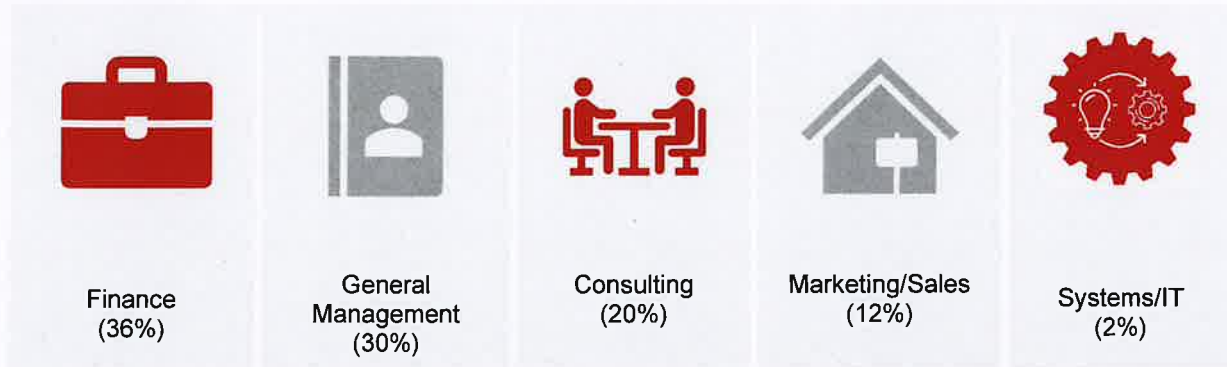 Finance
(36%)
General
Management
(30%)
Consulting
(20%)
Marketing/Sales
(12%)
Systems/IT
(2%)